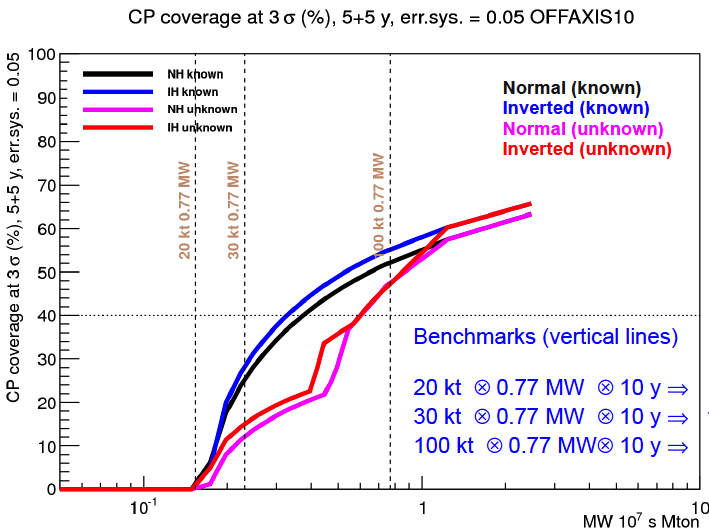 CP coverage at 3 σ (%), 5+5 y, err.sys. = 0.05 OFFAXIS10
CP coverage at 3 σ (%), 5+5 y, err.sys. = 0.05
100
90
80
70
60
50
40
30
20
10
0
NH known
IH known
NH unknown
IH unknown
Normal (known)
Inverted (known)
Normal (unknown)
Inverted (unknown)
20 kt 0.77 MW
30 kt 0.77 MW
100 kt 0.77 MW
Benchmarks (vertical lines)
20 kt ⊗ 0.77 MW ⊗ 10 y ⇒
30 kt ⊗ 0.77 MW ⊗ 10 y ⇒
100 kt ⊗ 0.77 MW⊗ 10 y ⇒
10⁻¹
1
10
MW 10⁷ s Mton